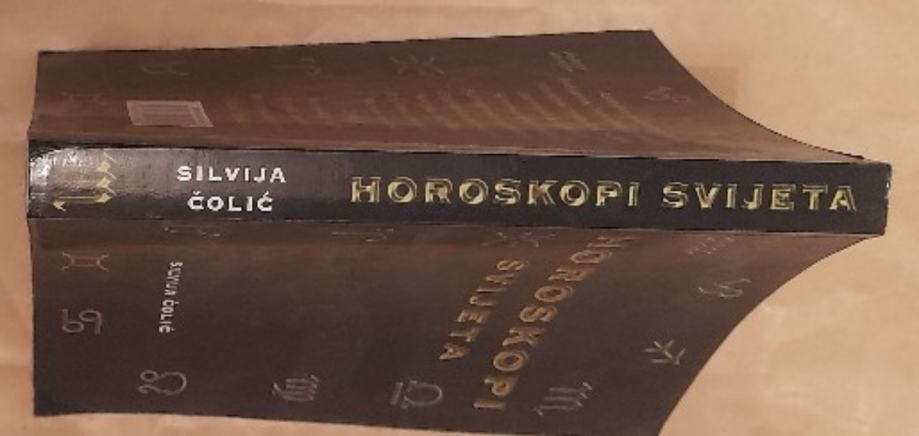 SILVIJA
ČOLIĆ
HOROSKOPI SVIJETA
SILVIJA ČOLIĆ
HOROSKOPI
SVIJETA